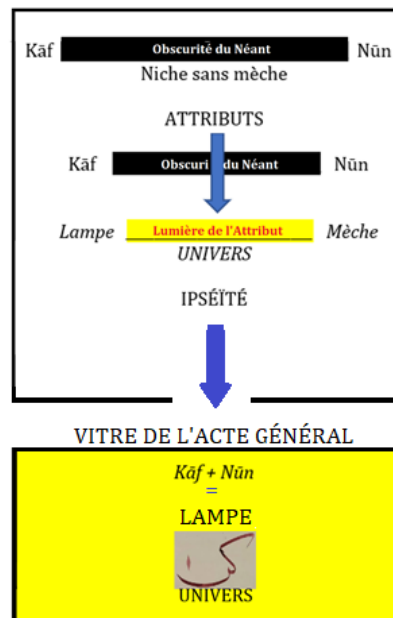 Kāf Obscurité du Néant Nūn
Niche sans mèche
ATTRIBUTS
Kāf Obscuri du Néant Nūn
Lampe Lumière de l'Attribut Mèche
UNIVERS
IPSÉÏTÉ
VITRE DE L'ACTE GÉNÉRAL
Kāf + Nūn
=
LAMPE
UNIVERS